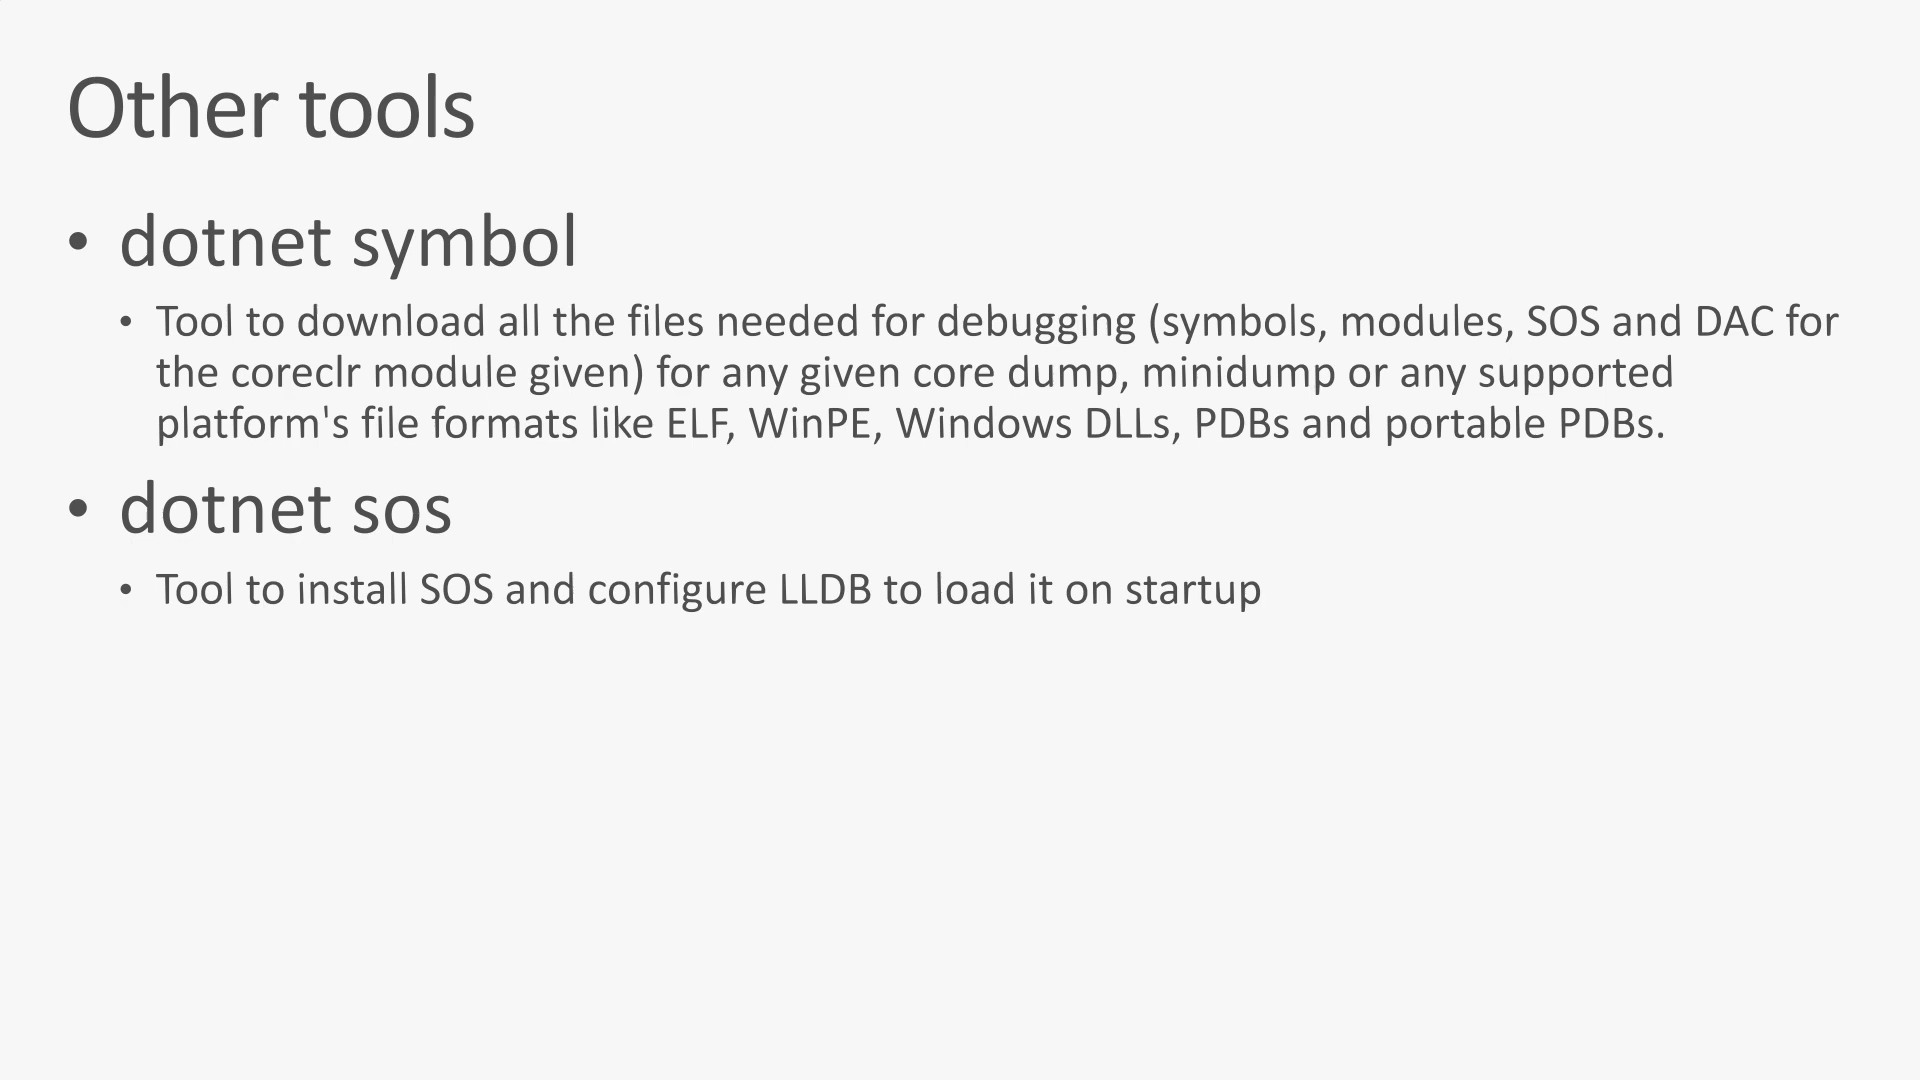 Other tools
• dotnet symbol
• Tool to download all the files needed for debugging (symbols, modules, SOS and DAC for
the coreclr module given) for any given core dump, minidump or any supported
platform's file formats like ELF, WinPE, Windows DLLs, PDBs and portable PDBs.
• dotnet sos
• Tool to install SOS and configure LLDB to load it on startup